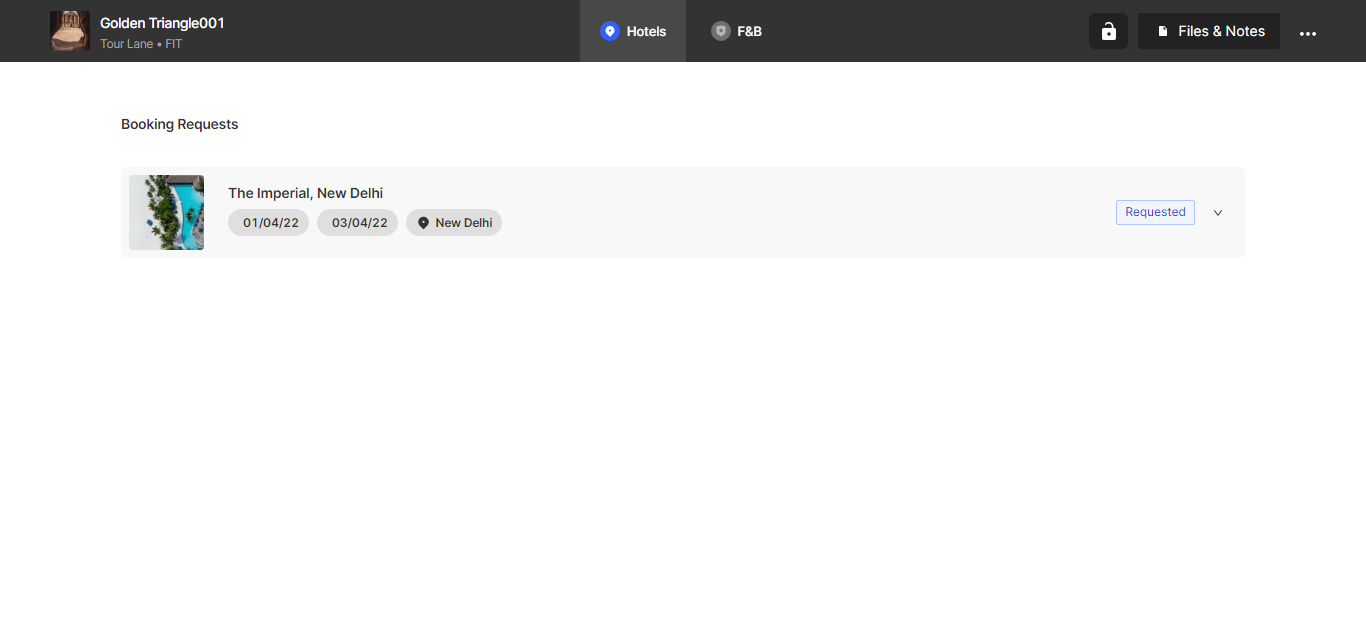 Golden Triangle001
Tour Lane • FIT
Hotels
F&B
Files & Notes
Booking Requests
The Imperial, New Delhi
01/04/22
03/04/22
New Delhi
Requested